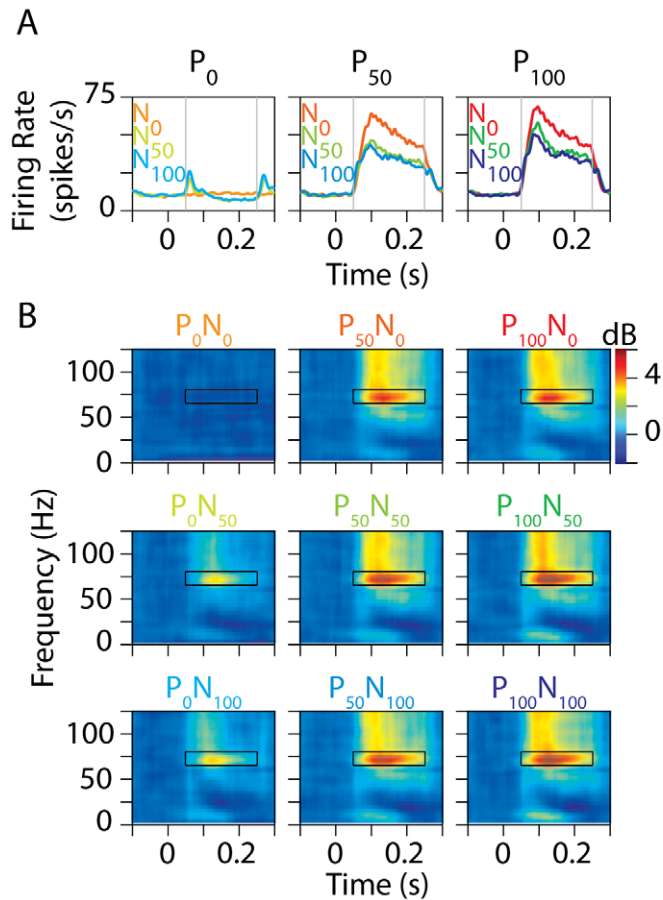 A
P0 P50 P100
Firing Rate
(spikes/s)
75
0
N0
N50
N100
N0
N50
N100
N0
N50
N100
0 0.2 0 0.2 0 0.2
Time (s)
B
P0N0 P50N0 P100N0
dB
4
0
100
50
0
P0N50 P50N50 P100N50
Frequency (Hz)
100
50
0
P0N100 P50N100 P100N100
100
50
0
0 0.2 0 0.2 0 0.2
Time (s)